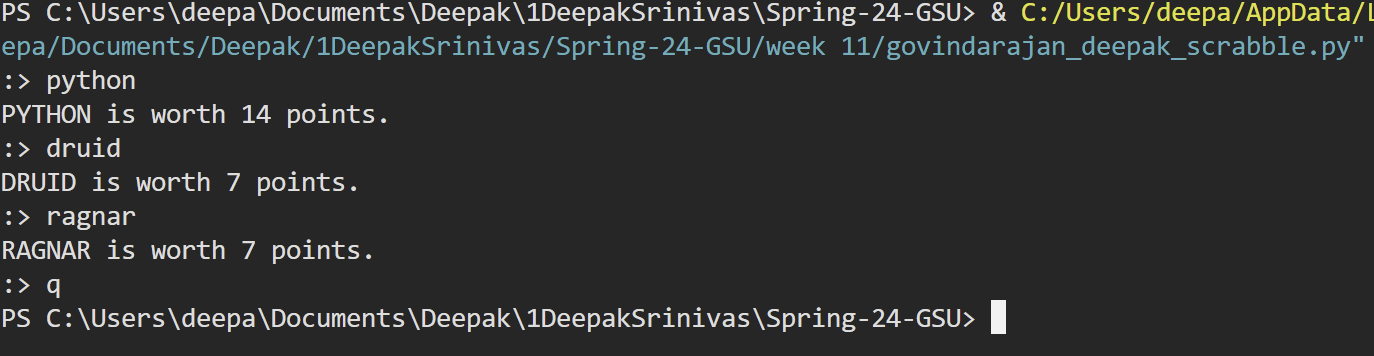 PS C:\Users\deepa\Documents\Deepak\1DeepakSrinivas\Spring-24-GSU> & C:/Users/deepa/AppData/L
epa/Documents/Deepak/1DeepakSrinivas/Spring-24-GSU/week 11/govindarajan_deepak_scrabble.py"
:> python
PYTHON is worth 14 points.
:> druid
DRUID is worth 7 points.
:> ragnar
RAGNAR is worth 7 points.
:> q
PS C:\Users\deepa\Documents\Deepak\1DeepakSrinivas\Spring-24-GSU>